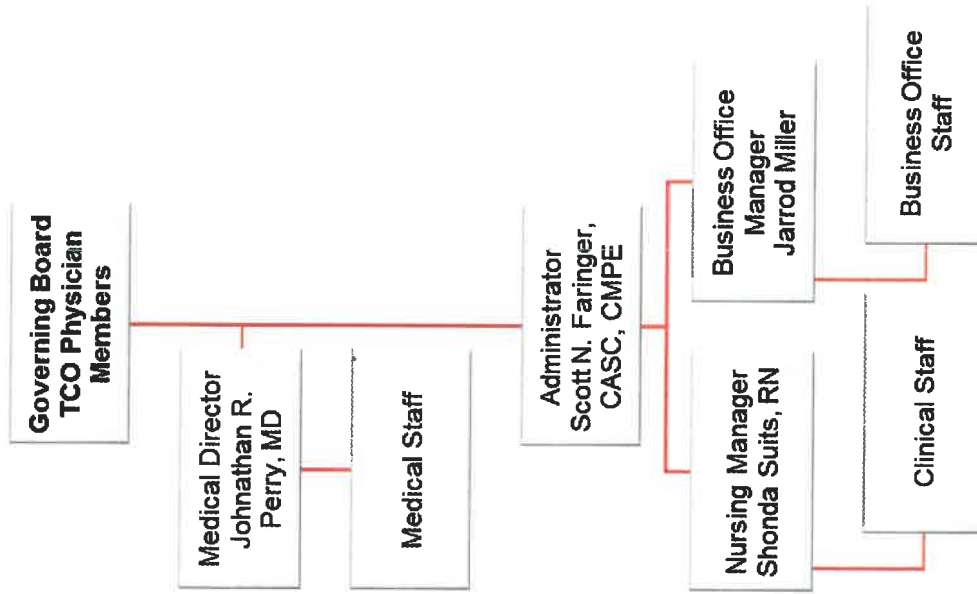 Governing Board
TCO Physician
Members
Medical Director
Johnathan R.
Perry, MD
Medical Staff
Administrator
Scott N. Faringer,
CASC, CMPE
Nursing Manager
Shonda Suits, RN
Business Office
Manager
Jarrod Miller
Clinical Staff
Business Office
Staff